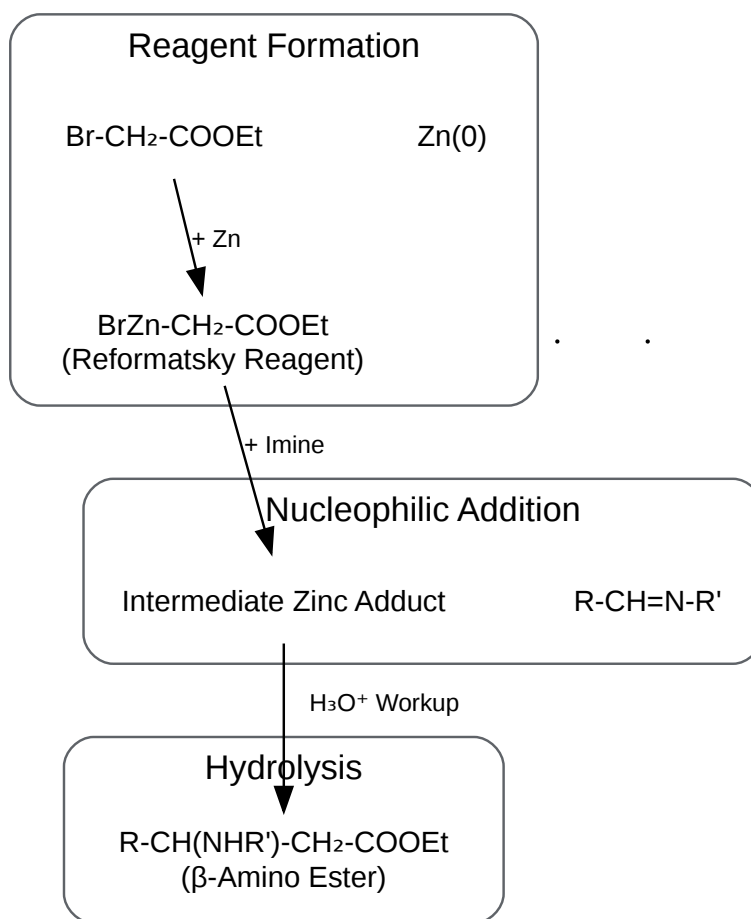 Reagent Formation
Br-CH₂-COOEt
Zn(0)
+ Zn
BrZn-CH₂-COOEt
(Reformatsky Reagent)
. .
+ Imine
Nucleophilic Addition
Intermediate Zinc Adduct
R-CH=N-R'
H₃O⁺ Workup
Hydrolysis
R-CH(NHR')-CH₂-COOEt
(β-Amino Ester)